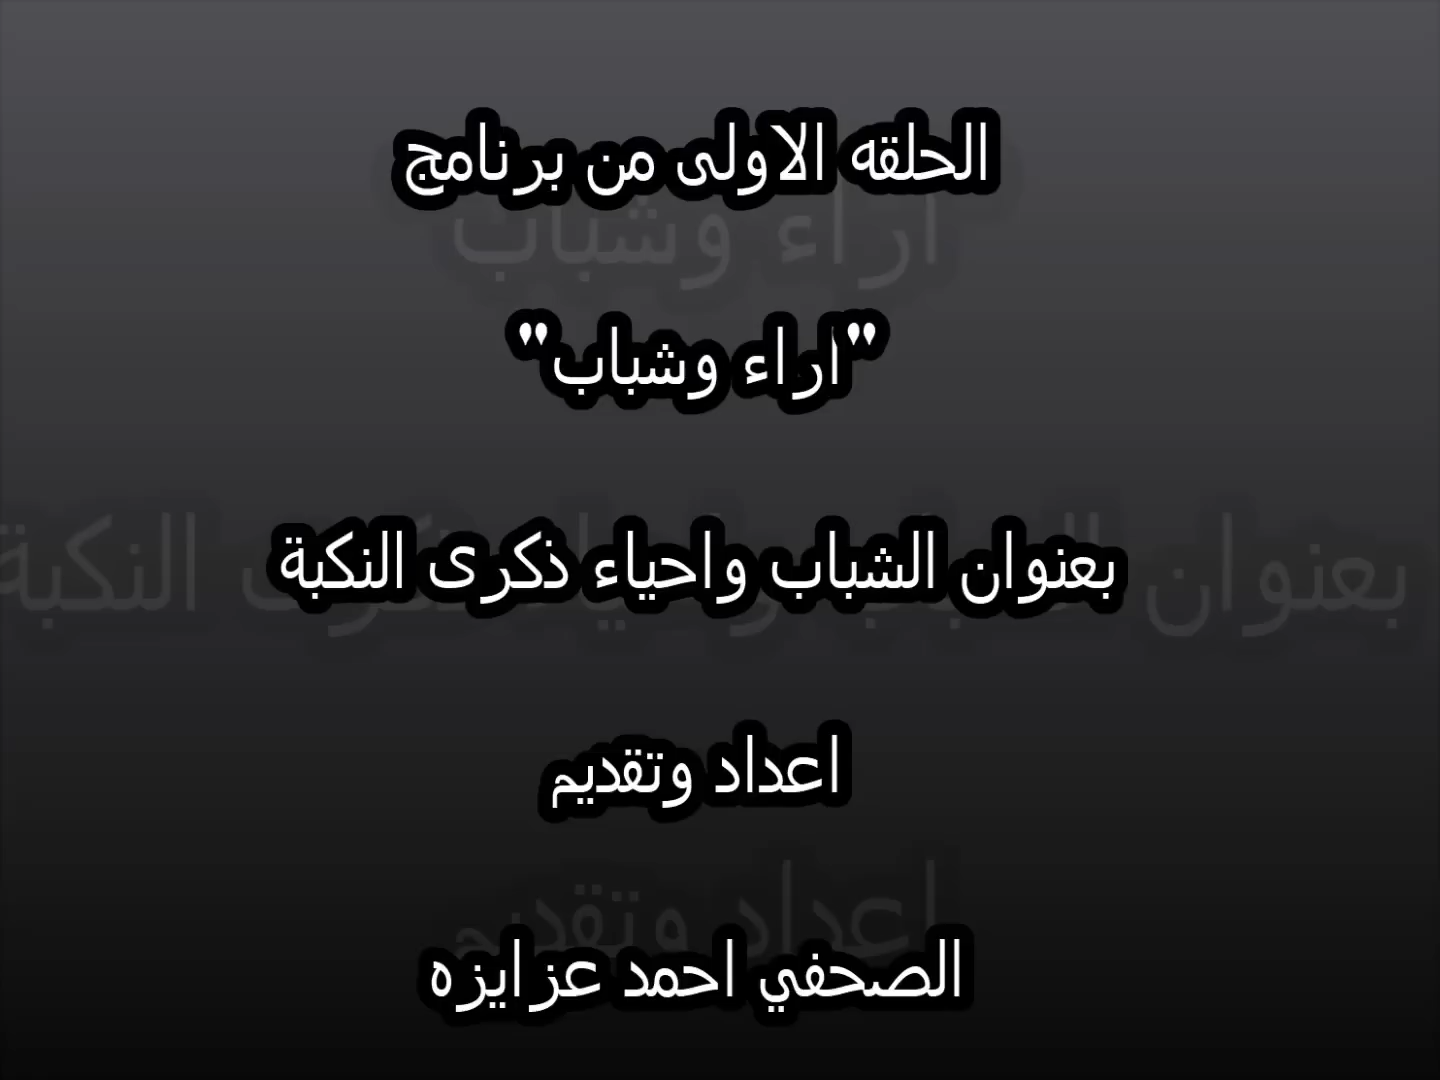 الحلقه الاولى من برنامج
"اراء وشباب"
بعنوان الشباب واحياء ذكرى النكبة
اعداد وتقديم
الصحفي احمد عزايزه